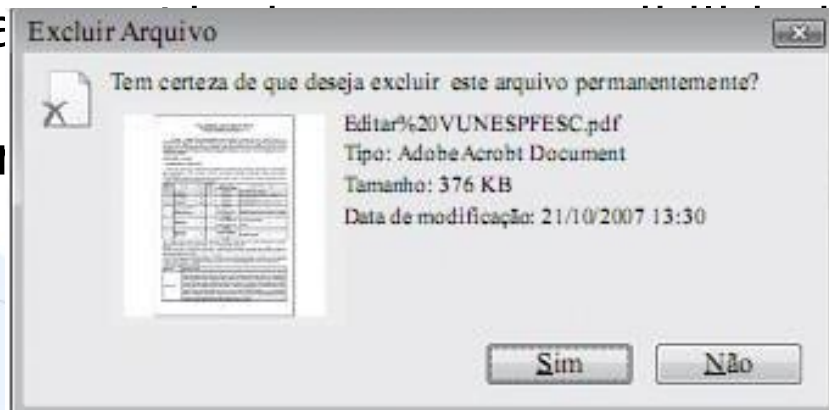 Excluir Arquivo
Tem certeza de que deseja excluir este arquivo permanentemente?
Editar%20VUNESPFESC.pdf
Tipo: Adobe Acrobt Document
Tamanho: 376 KB
Data de modificação: 21/10/2007 13:30
Sim
Não